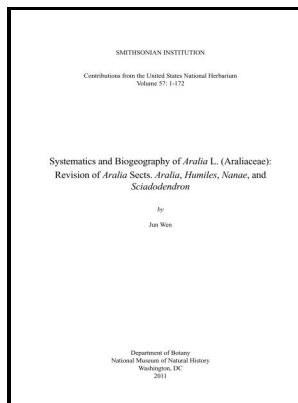 SMITHSONIAN INSTITUTION
Contributions from the United States National Herbarium
Volume 57: 1-172
Systematics and Biogeography of Aralia L. (Araliaceae):
Revision of Aralia Sects. Aralia, Humiles, Nanae, and
Sciadodendron
by
Jun Wen
Department of Botany
National Museum of Natural History
Washington, DC
2011